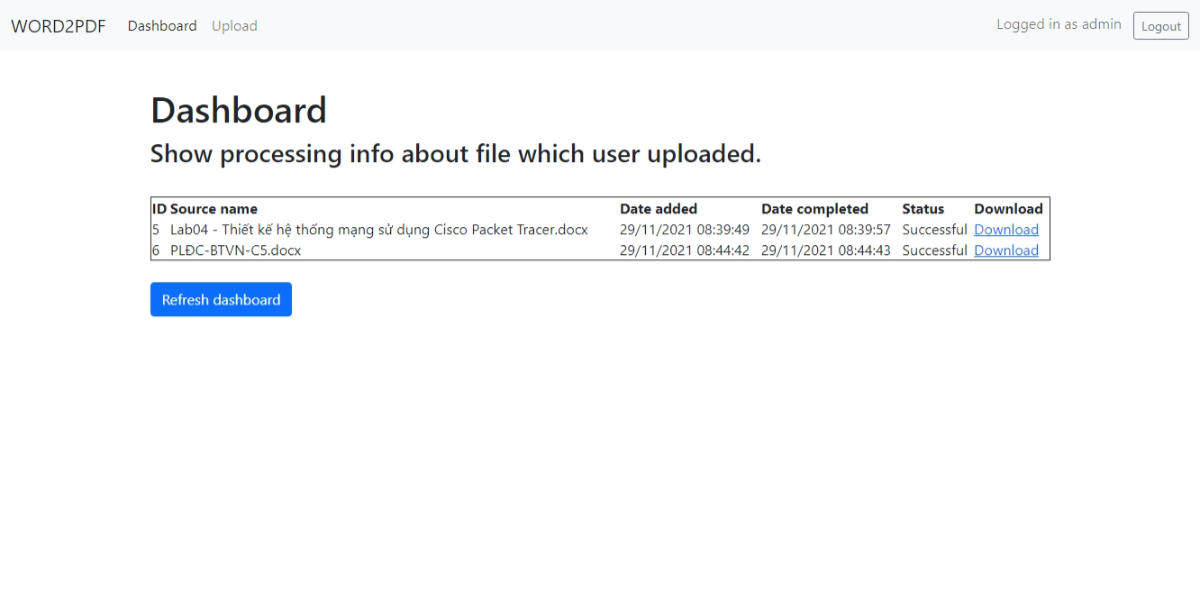 WORD2PDF Dashboard Upload Logged in as admin Logout
Dashboard
Show processing info about file which user uploaded.
ID Source name Date added Date completed Status Download
5 Lab04 - Thiết kế hệ thống mạng sử dụng Cisco Packet Tracer.docx 29/11/2021 08:39:49 29/11/2021 08:39:57 Successful Download
6 PLĐC-BTVN-C5.docx 29/11/2021 08:44:42 29/11/2021 08:44:43 Successful Download
Refresh dashboard